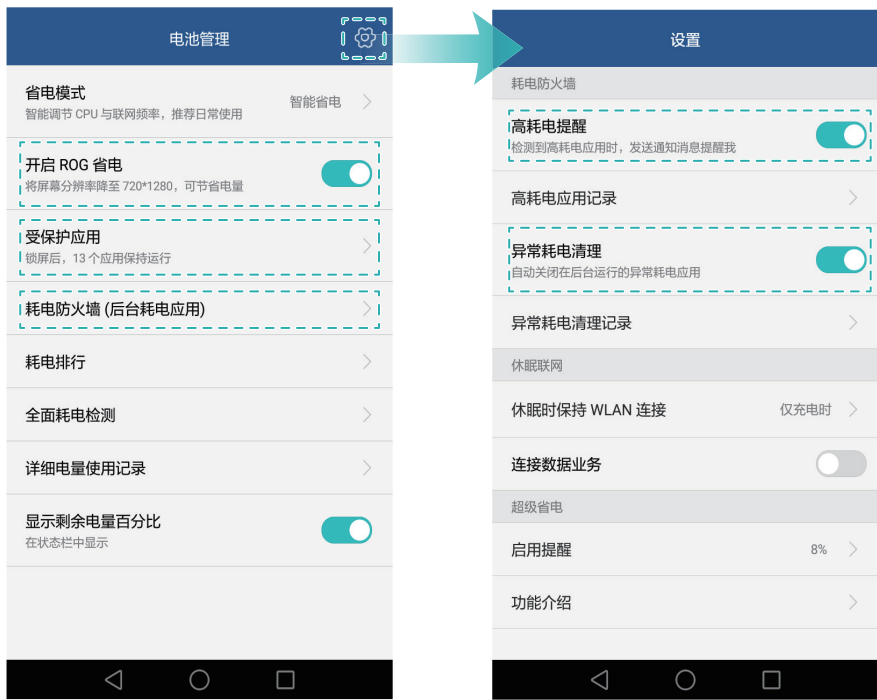 电池管理
省电模式
智能调节 CPU 与联网频率，推荐日常使用
智能省电
开启 ROG 省电
将屏幕分辨率降至 720*1280，可节省电量
受保护应用
锁屏后，13 个应用保持运行
耗电防火墙 (后台耗电应用)
耗电排行
全面耗电检测
详细电量使用记录
显示剩余电量百分比
在状态栏中显示
设置
耗电防火墙
高耗电提醒
检测到高耗电应用时，发送通知消息提醒我
高耗电应用记录
异常耗电清理
自动关闭在后台运行的异常耗电应用
异常耗电清理记录
休眠联网
休眠时保持 WLAN 连接
仅充电时
连接数据业务
超级省电
启用提醒
8%
功能介绍